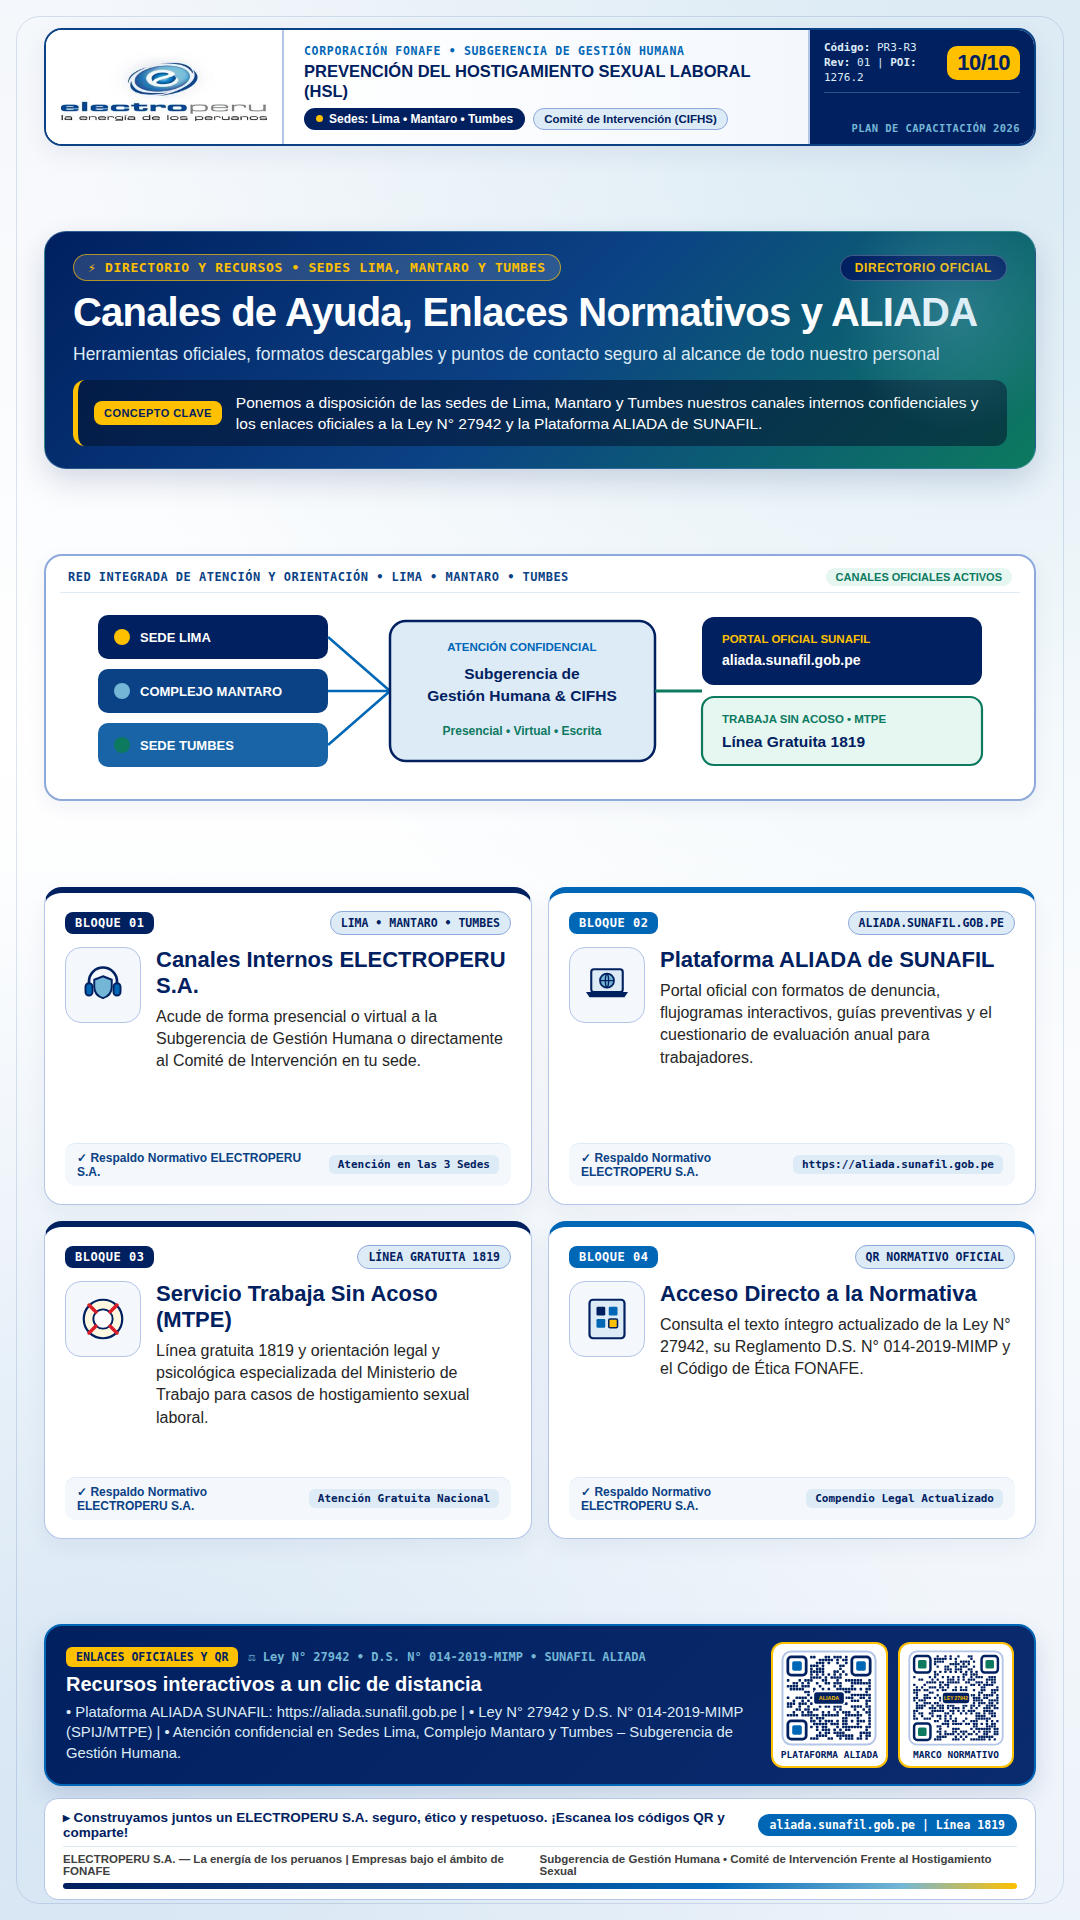 electroperu
la energía de los peruanos
CORPORACIÓN FONAFE • SUBGERENCIA DE GESTIÓN HUMANA
PREVENCIÓN DEL HOSTIGAMIENTO SEXUAL LABORAL
(HSL)
Sedes: Lima • Mantaro • Tumbes
Comité de Intervención (CIFHS)
Código: PR3-R3
Rev: 01 | POI:
1276.2
10/10
PLAN DE CAPACITACIÓN 2026
⚡ DIRECTORIO Y RECURSOS • SEDES LIMA, MANTARO Y TUMBES
DIRECTORIO OFICIAL
Canales de Ayuda, Enlaces Normativos y ALIADA
Herramientas oficiales, formatos descargables y puntos de contacto seguro al alcance de todo nuestro personal
CONCEPTO CLAVE
Ponemos a disposición de las sedes de Lima, Mantaro y Tumbes nuestros canales internos confidenciales y
los enlaces oficiales a la Ley N° 27942 y la Plataforma ALIADA de SUNAFIL.
RED INTEGRADA DE ATENCIÓN Y ORIENTACIÓN • LIMA • MANTARO • TUMBES
CANALES OFICIALES ACTIVOS
SEDE LIMA
COMPLEJO MANTARO
SEDE TUMBES
ATENCIÓN CONFIDENCIAL
Subgerencia de
Gestión Humana & CIFHS
Presencial • Virtual • Escrita
PORTAL OFICIAL SUNAFIL
aliada.sunafil.gob.pe
TRABAJA SIN ACOSO • MTPE
Línea Gratuita 1819
BLOQUE 01
LIMA • MANTARO • TUMBES
Canales Internos ELECTROPERU
S.A.
Acude de forma presencial o virtual a la
Subgerencia de Gestión Humana o directamente
al Comité de Intervención en tu sede.
✓ Respaldo Normativo ELECTROPERU
S.A.
Atención en las 3 Sedes
BLOQUE 02
ALIADA.SUNAFIL.GOB.PE
Plataforma ALIADA de SUNAFIL
Portal oficial con formatos de denuncia,
flujogramas interactivos, guías preventivas y el
cuestionario de evaluación anual para
trabajadores.
✓ Respaldo Normativo
ELECTROPERU S.A.
https://aliada.sunafil.gob.pe
BLOQUE 03
LÍNEA GRATUITA 1819
Servicio Trabaja Sin Acoso
(MTPE)
Línea gratuita 1819 y orientación legal y
psicológica especializada del Ministerio de
Trabajo para casos de hostigamiento sexual
laboral.
✓ Respaldo Normativo
ELECTROPERU S.A.
Atención Gratuita Nacional
BLOQUE 04
QR NORMATIVO OFICIAL
Acceso Directo a la Normativa
Consulta el texto íntegro actualizado de la Ley N°
27942, su Reglamento D.S. N° 014-2019-MIMP y
el Código de Ética FONAFE.
✓ Respaldo Normativo
ELECTROPERU S.A.
Compendio Legal Actualizado
ENLACES OFICIALES Y QR
⚖ Ley N° 27942 • D.S. N° 014-2019-MIMP • SUNAFIL ALIADA
Recursos interactivos a un clic de distancia
• Plataforma ALIADA SUNAFIL: https://aliada.sunafil.gob.pe | • Ley N° 27942 y D.S. N° 014-2019-MIMP
(SPIJ/MTPE) | • Atención confidencial en Sedes Lima, Complejo Mantaro y Tumbes – Subgerencia de
Gestión Humana.
ALIADA
PLATAFORMA ALIADA
LEY 27942
MARCO NORMATIVO
▸ Construyamos juntos un ELECTROPERU S.A. seguro, ético y respetuoso. ¡Escanea los códigos QR y
comparte!
aliada.sunafil.gob.pe | Línea 1819
ELECTROPERU S.A. — La energía de los peruanos | Empresas bajo el ámbito de
FONAFE
Subgerencia de Gestión Humana • Comité de Intervención Frente al Hostigamiento
Sexual